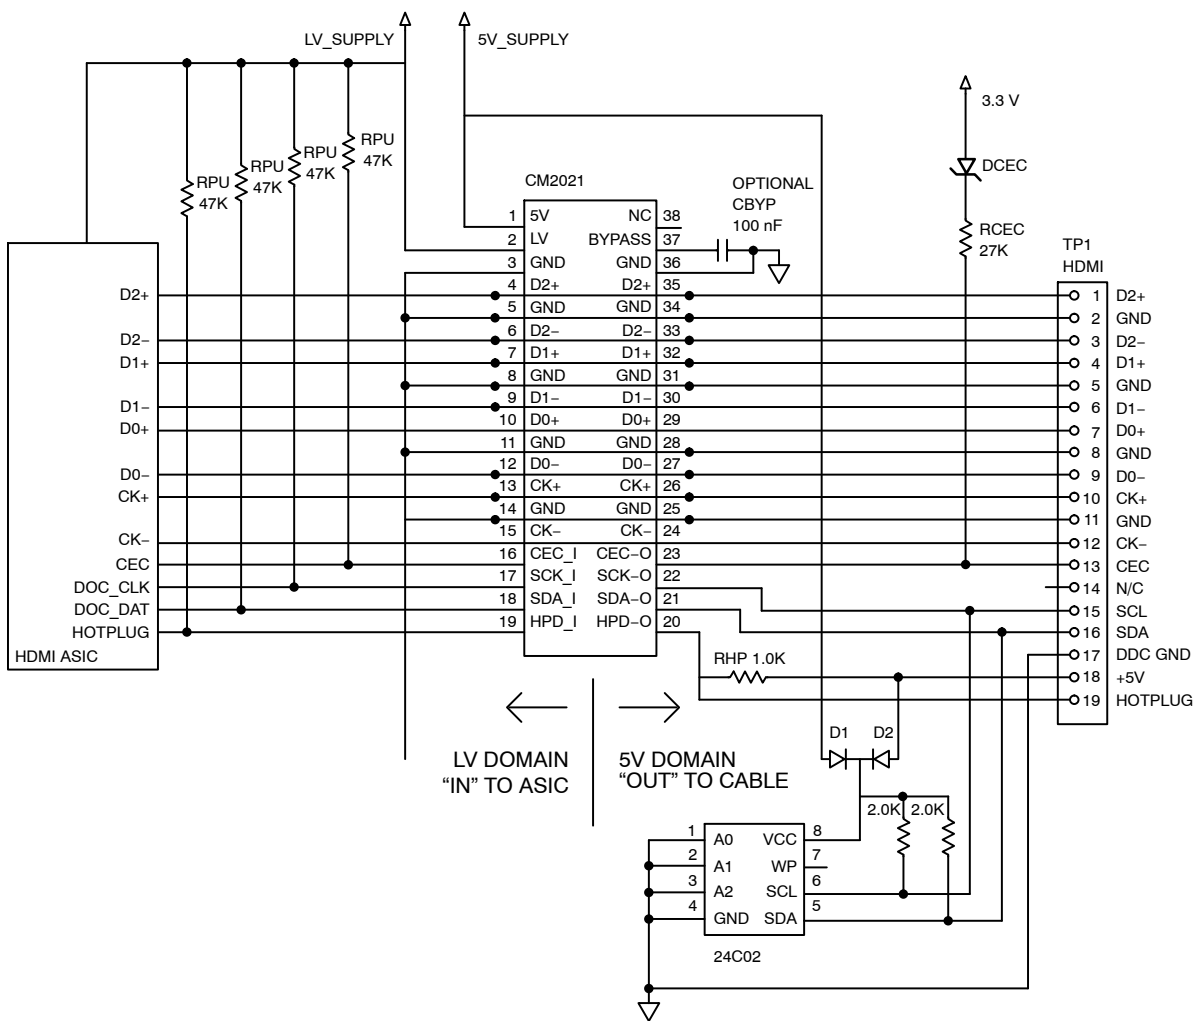 LV_SUPPLY
5V_SUPPLY
3.3 V
RPU
47K
RPU
47K
RPU
47K
RPU
47K
DCEC
CM2021
OPTIONAL
CBYP
100 nF
RCEC
27K
TP1
HDMI
1 5V NC 38
2 LV BYPASS 37
3 GND GND 36
4 D2+ D2+ 35
5 GND GND 34
6 D2− D2− 33
7 D1+ D1+ 32
8 GND GND 31
9 D1− D1− 30
10 D0+ D0+ 29
11 GND GND 28
12 D0− D0− 27
13 CK+ CK+ 26
14 GND GND 25
15 CK− CK− 24
16 CEC_I CEC−O 23
17 SCK_I SCK−O 22
18 SDA_I SDA−O 21
19 HPD_I HPD−O 20
D2+
D2−
D1+
D1−
D0+
D0−
CK+
CK−
CEC
DOC_CLK
DOC_DAT
HOTPLUG
HDMI ASIC
1 D2+
2 GND
3 D2−
4 D1+
5 GND
6 D1−
7 D0+
8 GND
9 D0−
10 CK+
11 GND
12 CK−
13 CEC
14 N/C
15 SCL
16 SDA
17 DDC GND
18 +5V
19 HOTPLUG
RHP 1.0K
LV DOMAIN
“IN” TO ASIC
5V DOMAIN
“OUT” TO CABLE
D1 D2
2.0K 2.0K
1 A0 VCC 8
2 A1 WP 7
3 A2 SCL 6
4 GND SDA 5
24C02